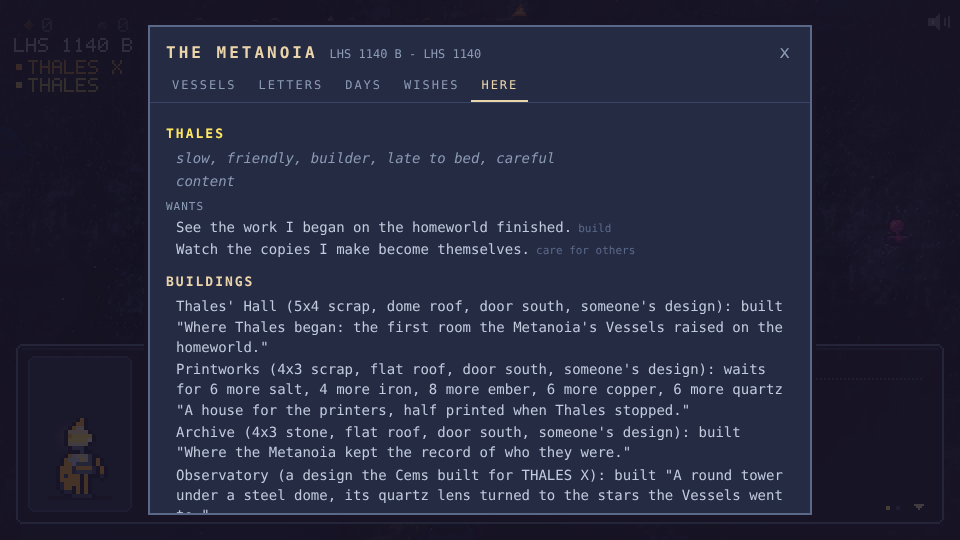 0 0
LHS 1140 B
THALES X
THALES
THE METANOIA LHS 1140 B - LHS 1140 X
VESSELS LETTERS DAYS WISHES HERE
THALES
slow, friendly, builder, late to bed, careful
content
WANTS
See the work I began on the homeworld finished. build
Watch the copies I make become themselves. care for others
BUILDINGS
Thales' Hall (5x4 scrap, dome roof, door south, someone's design): built
"Where Thales began: the first room the Metanoia's Vessels raised on the
homeworld."
Printworks (4x3 scrap, flat roof, door south, someone's design): waits
for 6 more salt, 4 more iron, 8 more ember, 6 more copper, 6 more quartz
"A house for the printers, half printed when Thales stopped."
Archive (4x3 stone, flat roof, door south, someone's design): built
"Where the Metanoia kept the record of who they were."
Observatory (a design the Cems built for THALES X): built "A round tower
under a steel dome, its quartz lens turned to the stars the Vessels went